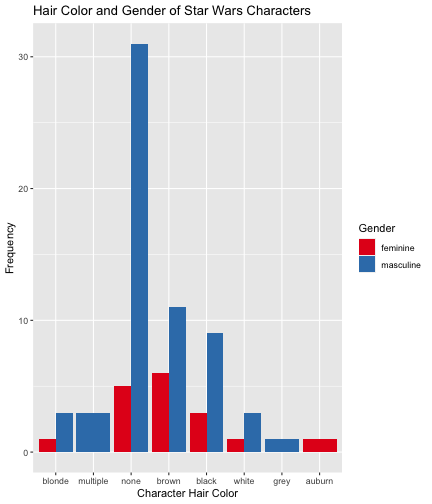 Hair Color and Gender of Star Wars Characters
30
20
10
0
Frequency
blonde multiple none brown black white grey auburn
Character Hair Color
Gender
feminine
masculine